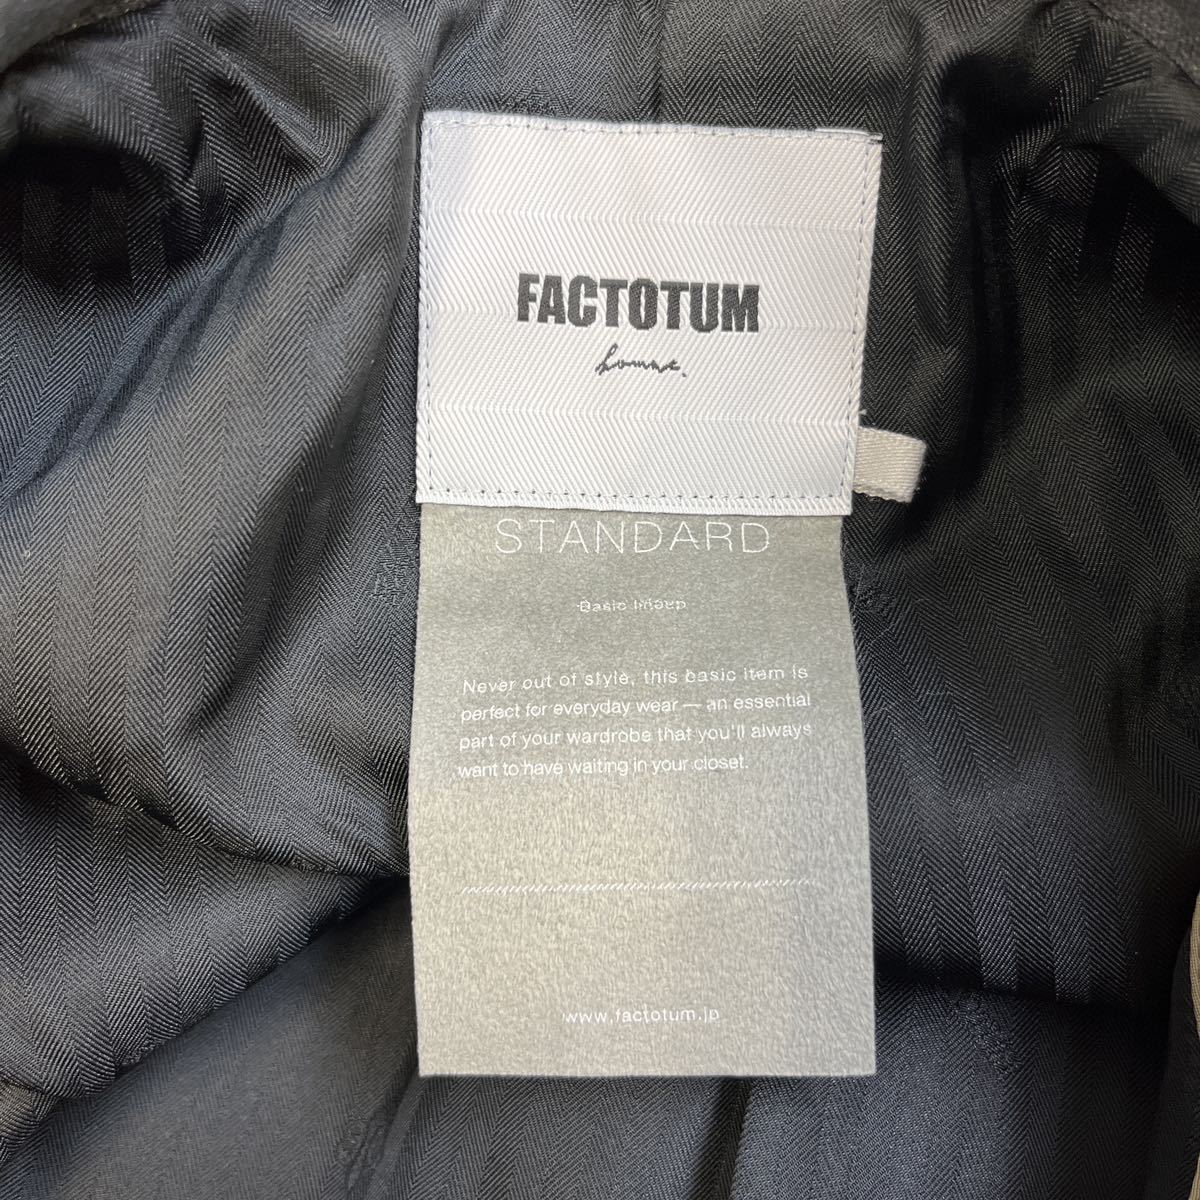 FACTOTUM
homme.
STANDARD
Basic
Never out of style, this basic item is
perfect for everyday wear — an essential
part of your wardrobe that you'll always
want to have waiting in your closet.
www.factotum.jp